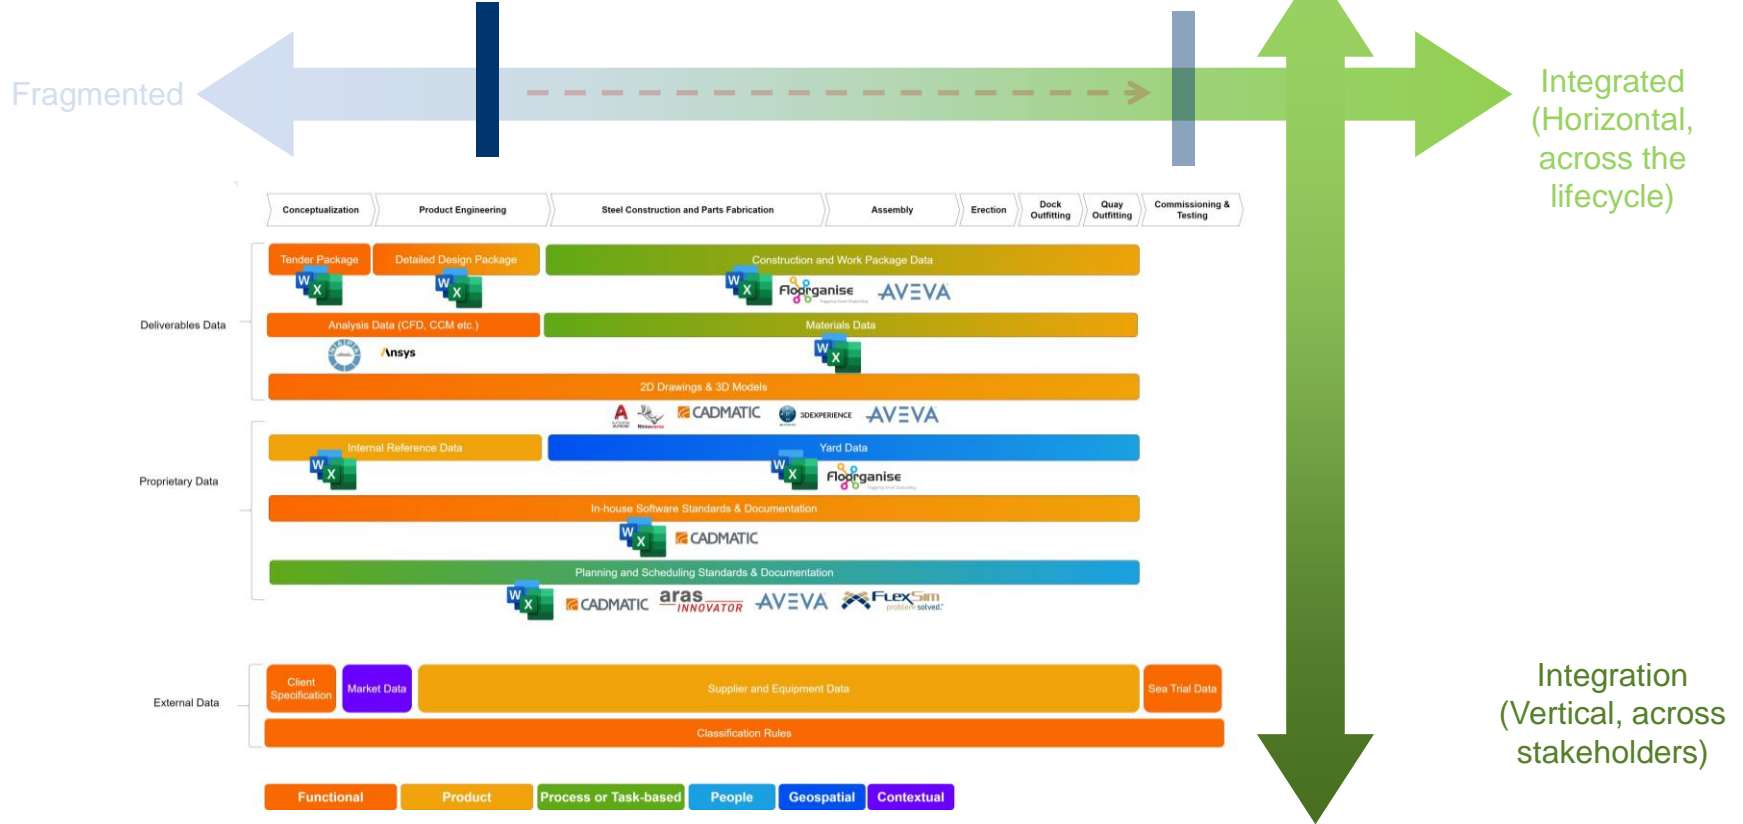 Fragmented
Integrated
(Horizontal,
across the
lifecycle)
Conceptualization
Product Engineering
Steel Construction and Parts Fabrication
Assembly
Erection
Dock
Outfitting
Quay
Outfitting
Commissioning &
Testing
Deliverables Data
Tender Package
Detailed Design Package
Construction and Work Package Data
W X
W X
W X
Floorganise
AVEVA
Analysis Data (CFD, CCM etc.)
Materials Data
Ansys
W X
2D Drawings & 3D Models
A
CADMATIC
3DEXPERIENCE
AVEVA
Proprietary Data
Internal Reference Data
Yard Data
W X
W X
Floorganise
In-house Software Standards & Documentation
W X
CADMATIC
Planning and Scheduling Standards & Documentation
W X
CADMATIC
aras
INNOVATOR
AVEVA
FLEXSim
problem solved.
External Data
Client
Specification
Market Data
Supplier and Equipment Data
Sea Trial Data
Classification Rules
Integration
(Vertical, across
stakeholders)
Functional
Product
Process or Task-based
People
Geospatial
Contextual